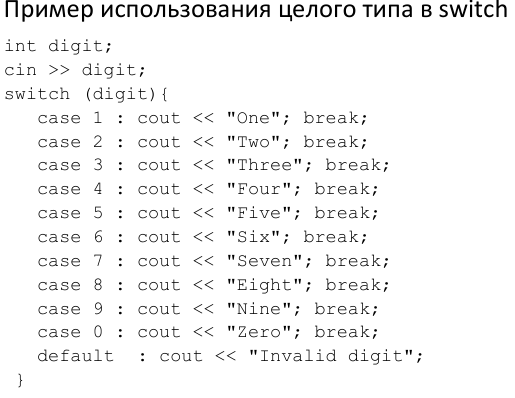 Пример использования целого типа в switch
int digit;
cin >> digit;
switch (digit){
   case 1 : cout << "One"; break;
   case 2 : cout << "Two"; break;
   case 3 : cout << "Three"; break;
   case 4 : cout << "Four"; break;
   case 5 : cout << "Five"; break;
   case 6 : cout << "Six"; break;
   case 7 : cout << "Seven"; break;
   case 8 : cout << "Eight"; break;
   case 9 : cout << "Nine"; break;
   case 0 : cout << "Zero"; break;
   default  : cout << "Invalid digit";
 }